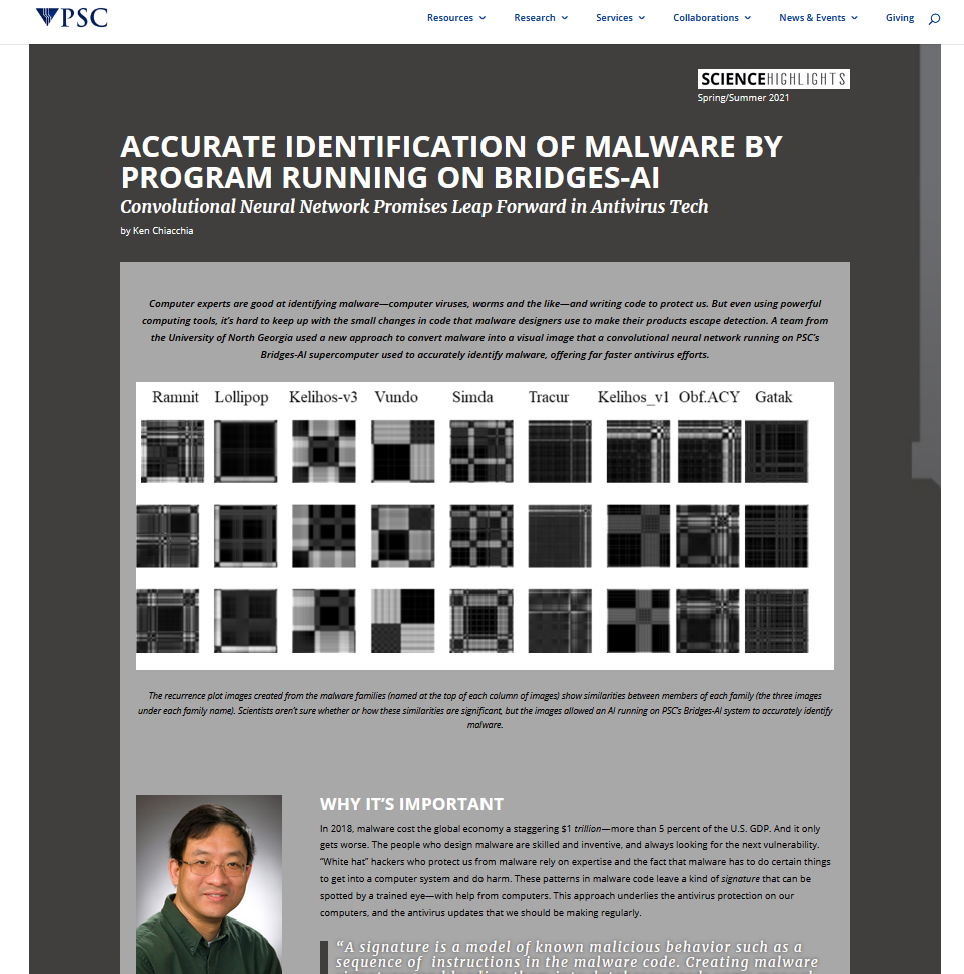 PSC
Resources Research Services Collaborations News & Events Giving
SCIENCEHIGHLIGHTS
Spring/Summer 2021
ACCURATE IDENTIFICATION OF MALWARE BY
PROGRAM RUNNING ON BRIDGES-AI
Convolutional Neural Network Promises Leap Forward in Antivirus Tech
by Ken Chiacchia
Computer experts are good at identifying malware—computer viruses, worms and the like—and writing code to protect us. But even using powerful
computing tools, it's hard to keep up with the small changes in code that malware designers use to make their products escape detection. A team from
the University of North Georgia used a new approach to convert malware into a visual image that a convolutional neural network running on PSC's
Bridges-AI supercomputer used to accurately identify malware, offering far faster antivirus efforts.
Ramnit Lollipop Kelihos-v3 Vundo Simda Tracur Kelihos_v1 Obf.ACY Gatak
The recurrence plot images created from the malware families (named at the top of each column of images) show similarities between members of each family (the three images
under each family name). Scientists aren't sure whether or how these similarities are significant, but the images allowed an AI running on PSC's Bridges-AI system to accurately identify
malware.
WHY IT'S IMPORTANT
In 2018, malware cost the global economy a staggering $1 trillion—more than 5 percent of the U.S. GDP. And it only
gets worse. The people who design malware are skilled and inventive, and always looking for the next vulnerability.
"White hat" hackers who protect us from malware rely on expertise and the fact that malware has to do certain things
to get into a computer system and do harm. These patterns in malware code leave a kind of signature that can be
spotted by a trained eye—with help from computers. This approach underlies the antivirus protection on our
computers, and the antivirus updates that we should be making regularly.
"A signature is a model of known malicious behavior such as a
sequence of instructions in the malware code. Creating malware